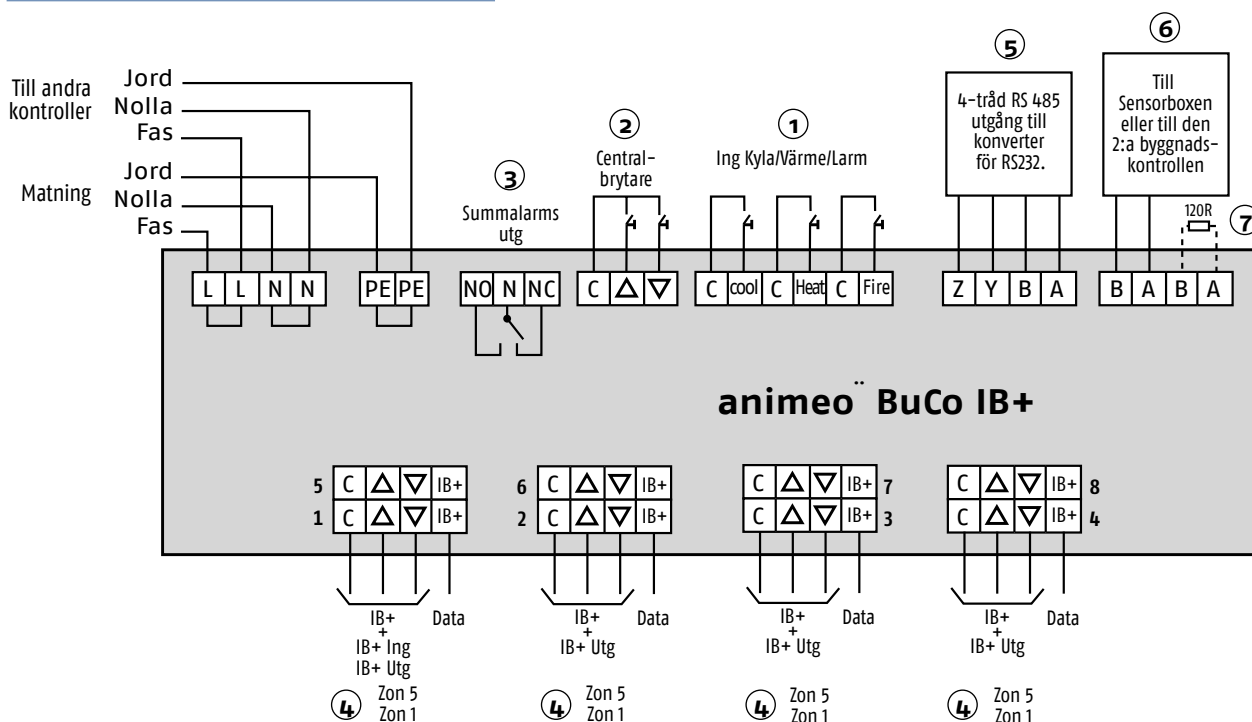 Till andra
kontroller
Jord
Nolla
Fas
Matning
Jord
Nolla
Fas
3
Summalarms
utg
2
Central-
brytare
1
Ing Kyla/Värme/Larm
5
4-tråd RS 485
utgång till
konverter
för RS232.
6
Till
Sensorboxen
eller till den
2:a byggnads-
kontrollen
120R
7
L L N N
PE PE
NO N NC
C △ ▽
C cool C Heat C Fire
Z Y B A
B A B A
animeo¨ BuCo IB+
5 C △ ▽ IB+
1 C △ ▽ IB+
6 C △ ▽ IB+
2 C △ ▽ IB+
C △ ▽ IB+ 7
C △ ▽ IB+ 3
C △ ▽ IB+ 8
C △ ▽ IB+ 4
IB+
+
IB+ Ing
IB+ Utg
Data
4
Zon 5
Zon 1
IB+
+
IB+ Utg
Data
4
Zon 5
Zon 1
IB+
+
IB+ Utg
Data
4
Zon 5
Zon 1
IB+
+
IB+ Utg
Data
4
Zon 5
Zon 1